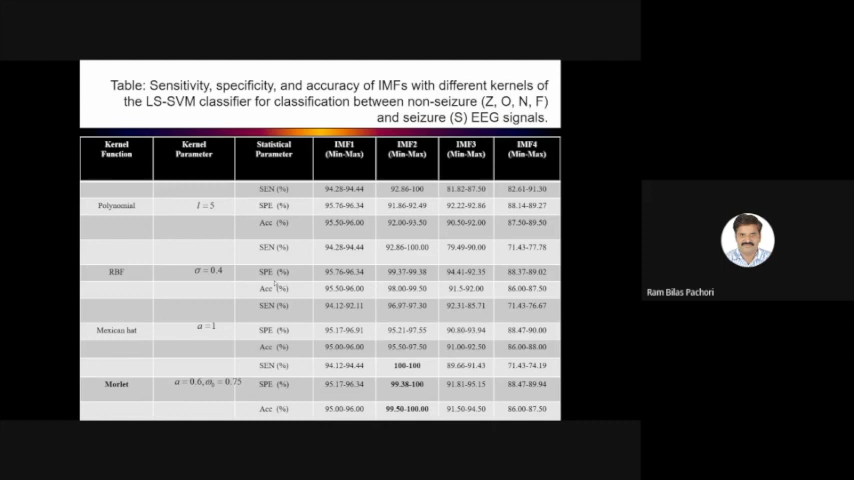 Table: Sensitivity, specificity, and accuracy of IMFs with different kernels of
the LS-SVM classifier for classification between non-seizure (Z, O, N, F)
and seizure (S) EEG signals.
Kernel Function Kernel Parameter Statistical Parameter IMF1 (Min-Max) IMF2 (Min-Max) IMF3 (Min-Max) IMF4 (Min-Max)
SEN (%) 94.28-94.44 92.86-100 81.82-87.50 82.61-91.30
Polynomial l = 5 SPE (%) 95.76-96.34 91.86-92.49 92.22-92.86 88.14-89.27
Acc (%) 95.50-96.00 92.00-93.50 90.50-92.00 87.50-89.50
SEN (%) 94.28-94.44 92.86-100.00 79.49-90.00 71.43-77.78
RBF σ = 0.4 SPE (%) 95.76-96.34 99.37-99.38 94.41-92.35 88.37-89.02
Acc (%) 95.50-96.00 98.00-99.50 91.5-92.00 86.00-87.50
SEN (%) 94.12-92.11 96.97-97.30 92.31-85.71 71.43-76.67
Mexican hat a = 1 SPE (%) 95.17-96.91 95.21-97.55 90.80-93.94 88.47-90.00
Acc (%) 95.00-96.00 95.50-97.50 91.00-92.50 86.00-88.00
SEN (%) 94.12-94.44 100-100 89.66-91.43 71.43-74.19
Morlet a = 0.6, ω₀ = 0.75 SPE (%) 95.17-96.34 99.38-100 91.81-95.15 88.47-89.94
Acc (%) 95.00-96.00 99.50-100.00 91.50-94.50 86.00-87.50
Ram Bilas Pachori